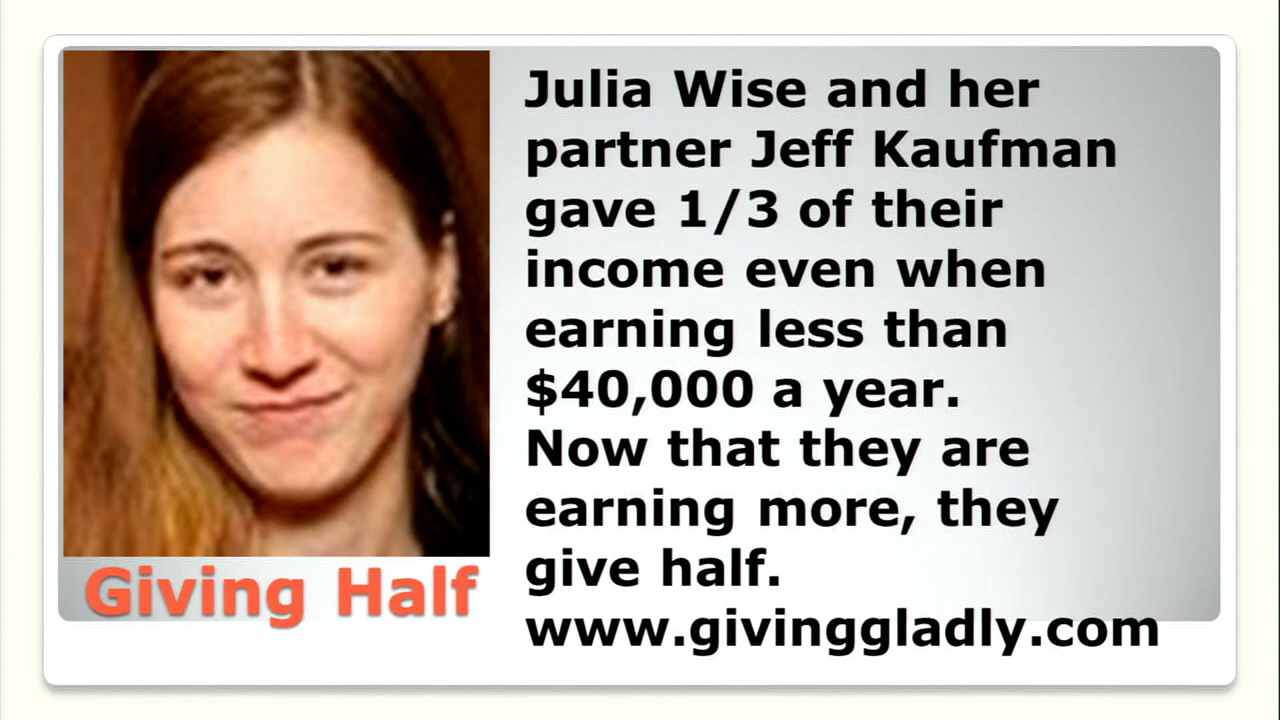 Julia Wise and her
partner Jeff Kaufman
gave 1/3 of their
income even when
earning less than
$40,000 a year.
Now that they are
earning more, they
give half.
www.givinggladly.com
Giving Half